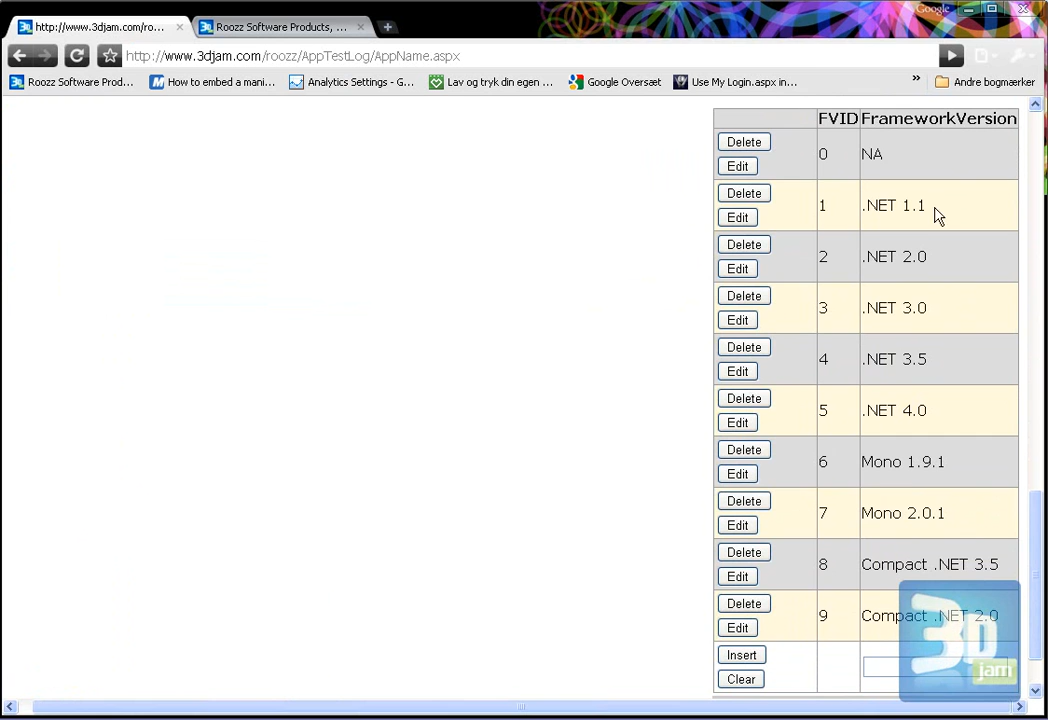 Google
http://www.3djam.com/ro...
Roozz Software Products, ...
http://www.3djam.com/roozz/AppTestLog/AppName.aspx
Roozz Software Prod...
How to embed a mani...
Analytics Settings - G...
Lav og tryk din egen ...
Google Oversæt
Use My Login.aspx in...
»
Andre bogmærker
FVID FrameworkVersion
Delete
Edit
0 NA
Delete
Edit
1 .NET 1.1
Delete
Edit
2 .NET 2.0
Delete
Edit
3 .NET 3.0
Delete
Edit
4 .NET 3.5
Delete
Edit
5 .NET 4.0
Delete
Edit
6 Mono 1.9.1
Delete
Edit
7 Mono 2.0.1
Delete
Edit
8 Compact .NET 3.5
Delete
Edit
9 Compact .NET 2.0
Insert
Clear
3D
jam